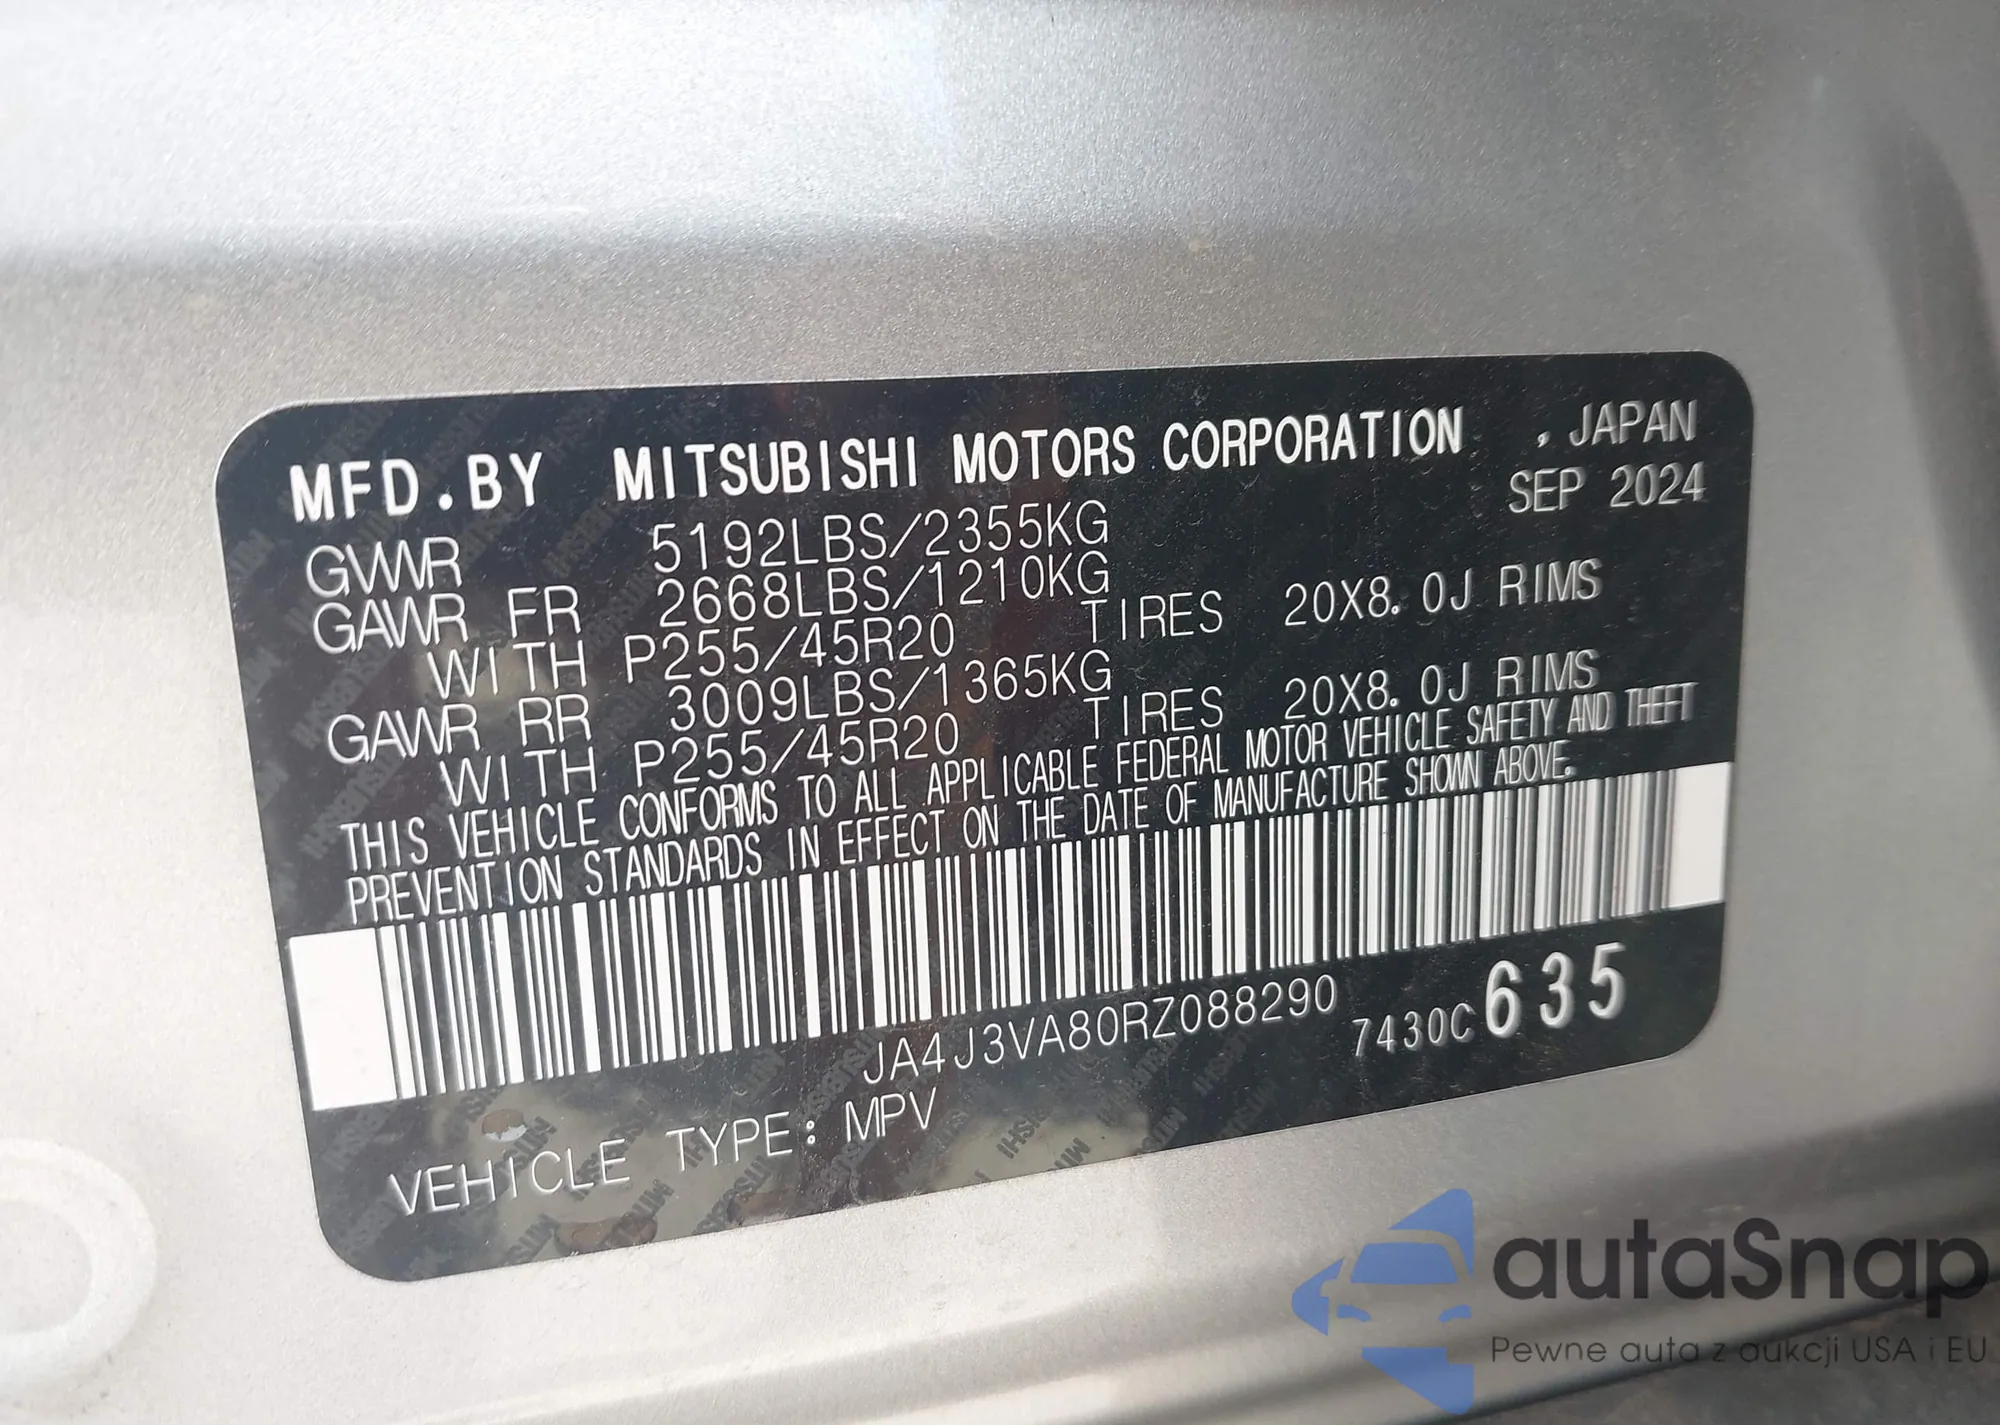 MFD.BY MITSUBISHI MOTORS CORPORATION , JAPAN
SEP 2024
GVWR 5192LBS/2355KG
GAWR FR 2668LBS/1210KG
WITH P255/45R20 TIRES 20X8.0J RIMS
GAWR RR 3009LBS/1365KG
WITH P255/45R20 TIRES 20X8.0J RIMS
THIS VEHICLE CONFORMS TO ALL APPLICABLE FEDERAL MOTOR VEHICLE SAFETY AND THEFT
PREVENTION STANDARDS IN EFFECT ON THE DATE OF MANUFACTURE SHOWN ABOVE.
JA4J3VA80RZ088290 7430C635
VEHICLE TYPE: MPV
autaSnap
Pewne auta z aukcji USA i EU